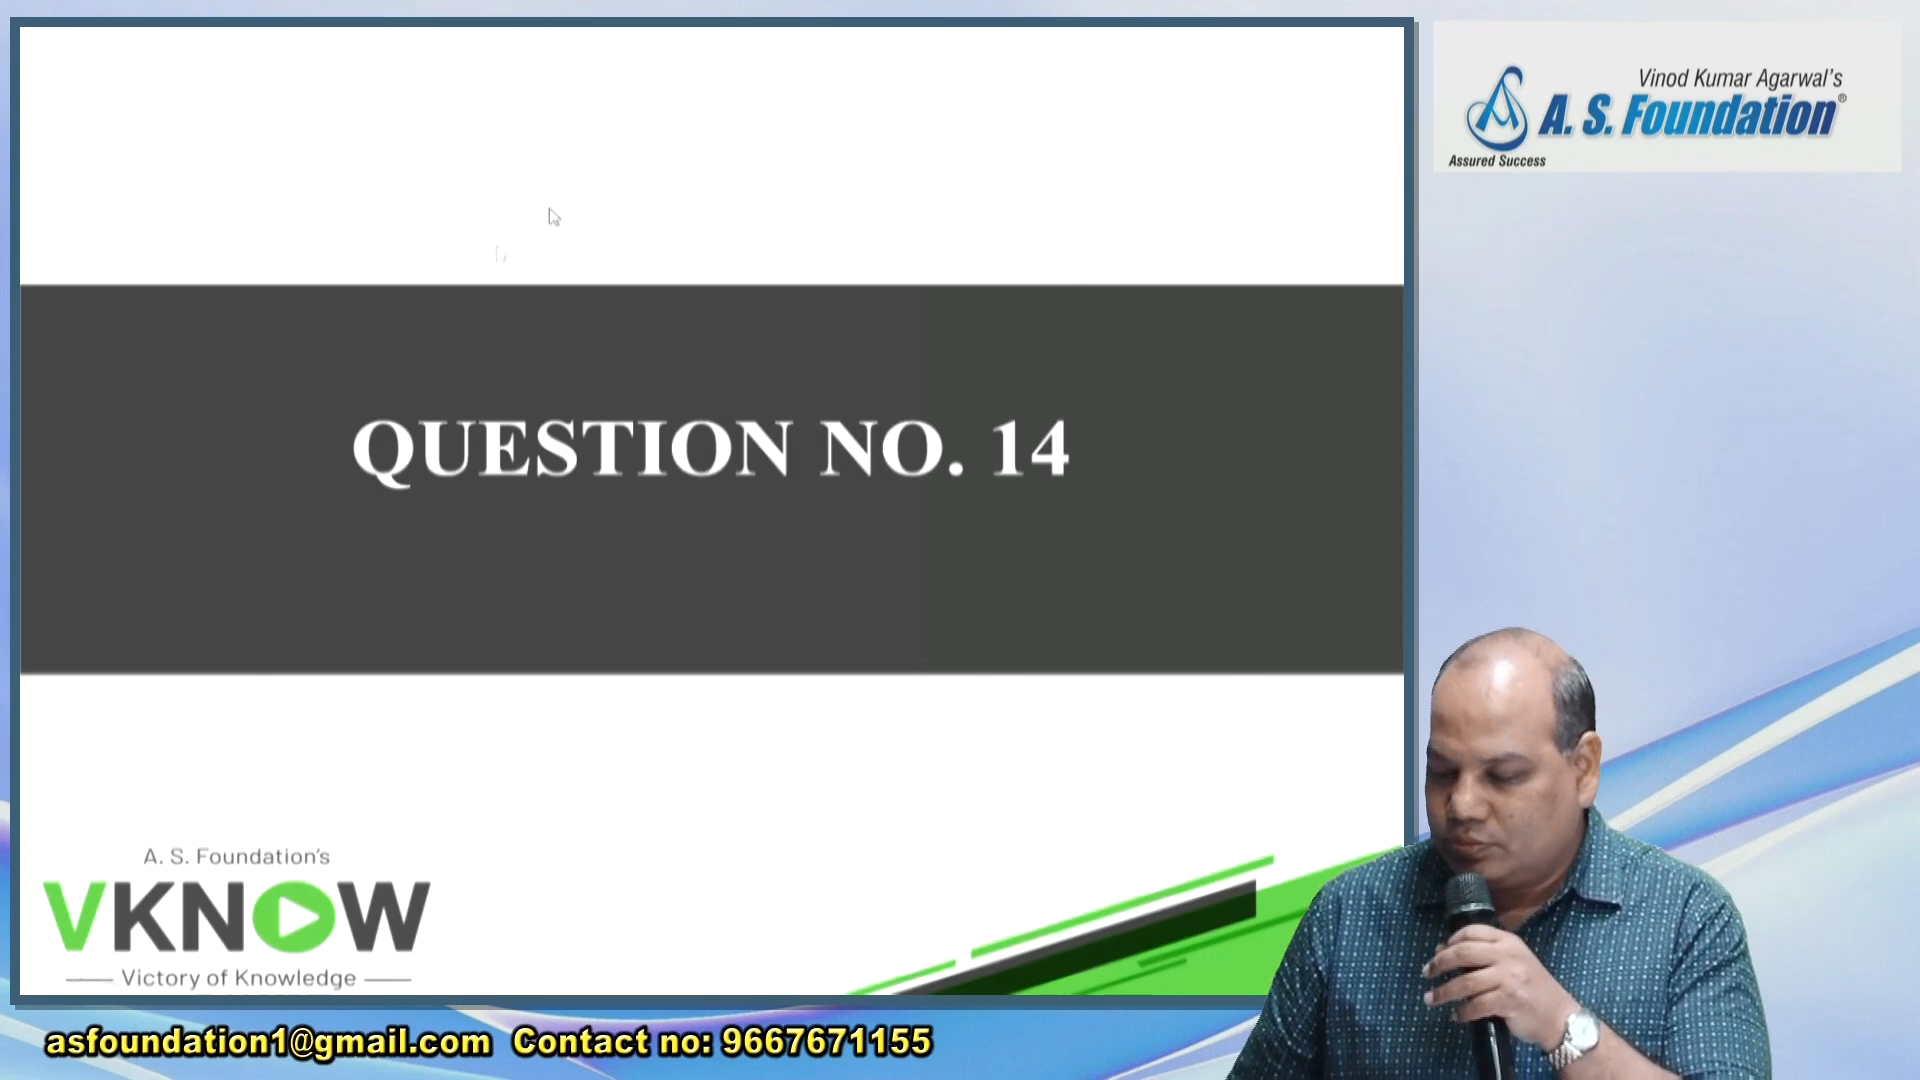 Vinod Kumar Agarwal's
A. S. Foundation®
Assured Success
QUESTION NO. 14
A. S. Foundation's
VKNOW
Victory of Knowledge
asfoundation1@gmail.com Contact no: 9667671155